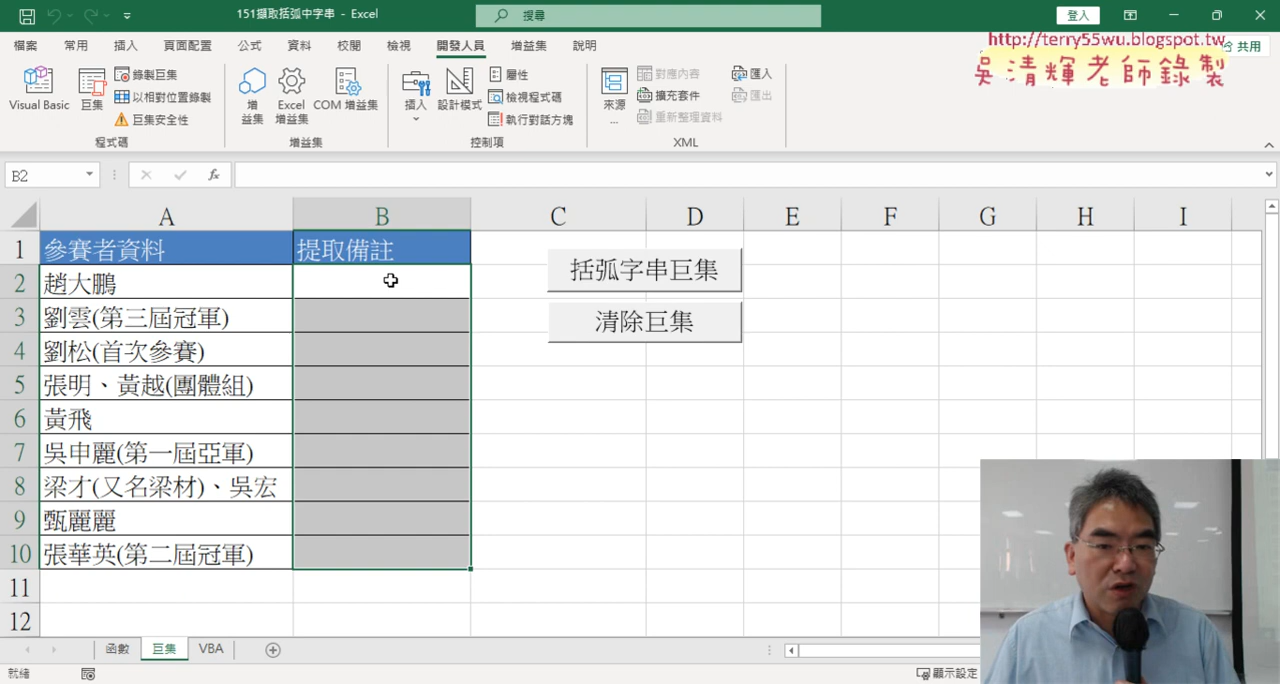 151擷取括弧中字串 - Excel
搜尋
登入
檔案 常用 插入 頁面配置 公式 資料 校閱 檢視 開發人員 增益集 說明
共用
http://terry55wu.blogspot.tw
吳清輝老師錄製
Visual Basic
巨集
錄製巨集
以相對位置錄製
巨集安全性
程式碼
增益集
Excel 增益集
COM 增益集
增益集
插入
設計模式
屬性
檢視程式碼
執行對話方塊
控制項
來源
...
對應內容
擴充套件
重新整理資料
匯入
匯出
XML
B2
fx
A B C D E F G H I
1 參賽者資料 提取備註
2 趙大鵬
3 劉雲(第三屆冠軍)
4 劉松(首次參賽)
5 張明、黃越(團體組)
6 黃飛
7 吳申麗(第一屆亞軍)
8 梁才(又名梁材)、吳宏
9 甄麗麗
10 張華英(第二屆冠軍)
11
12
括弧字串巨集
清除巨集
函數 巨集 VBA
就緒
顯示設定